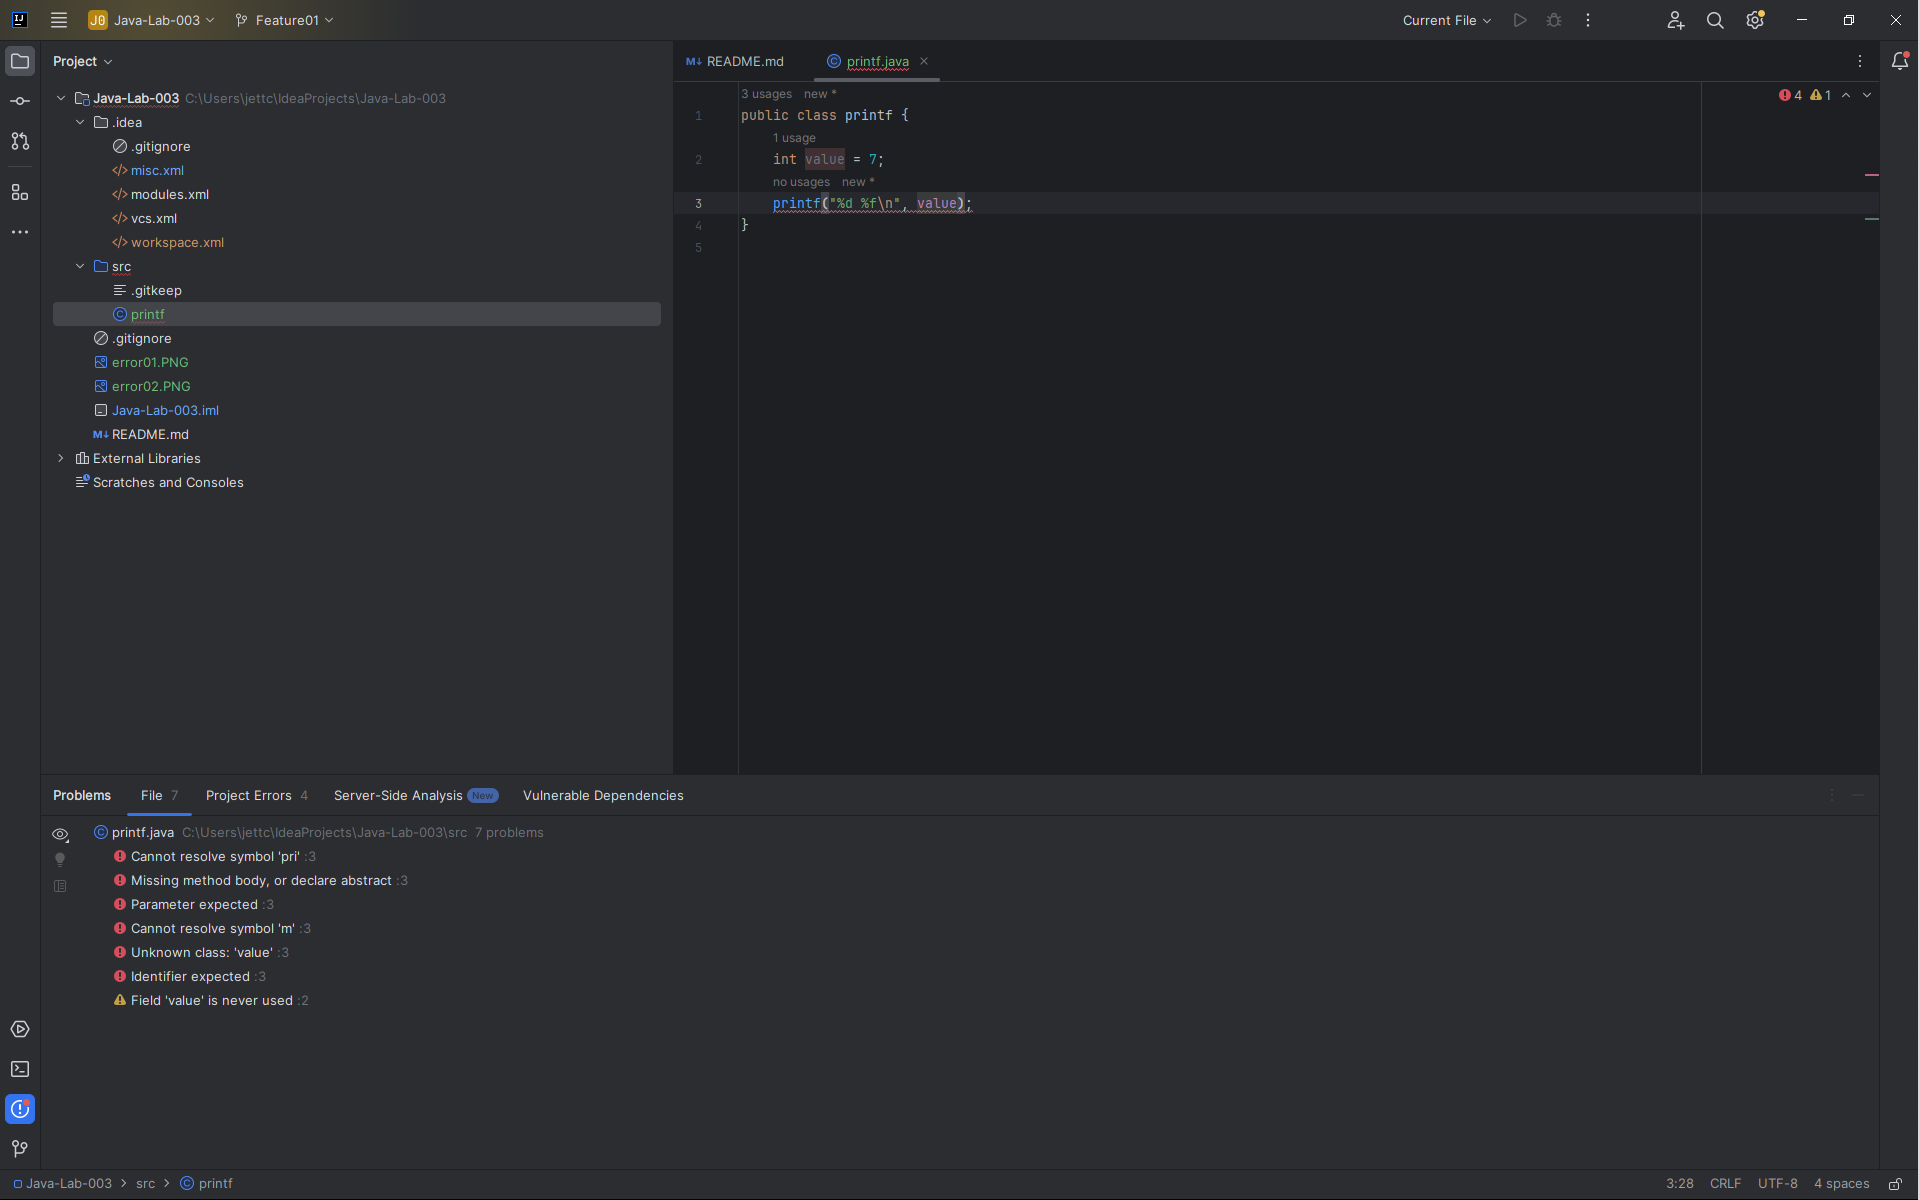 J0 Java-Lab-003 Feature01 Current File
Project
Java-Lab-003 C:\Users\jettc\IdeaProjects\Java-Lab-003
.idea
.gitignore
</> misc.xml
</> modules.xml
</> vcs.xml
</> workspace.xml
src
.gitkeep
printf
.gitignore
error01.PNG
error02.PNG
Java-Lab-003.iml
M↓ README.md
External Libraries
Scratches and Consoles
M↓ README.md printf.java
3 usages new *
4 1
1 public class printf {
1 usage
2 int value = 7;
no usages new *
3 printf("%d %f\n", value);
4 }
5
Problems File 7 Project Errors 4 Server-Side Analysis New Vulnerable Dependencies
printf.java C:\Users\jettc\IdeaProjects\Java-Lab-003\src 7 problems
Cannot resolve symbol 'pri' :3
Missing method body, or declare abstract :3
Parameter expected :3
Cannot resolve symbol 'm' :3
Unknown class: 'value' :3
Identifier expected :3
Field 'value' is never used :2
Java-Lab-003 > src > printf 3:28 CRLF UTF-8 4 spaces